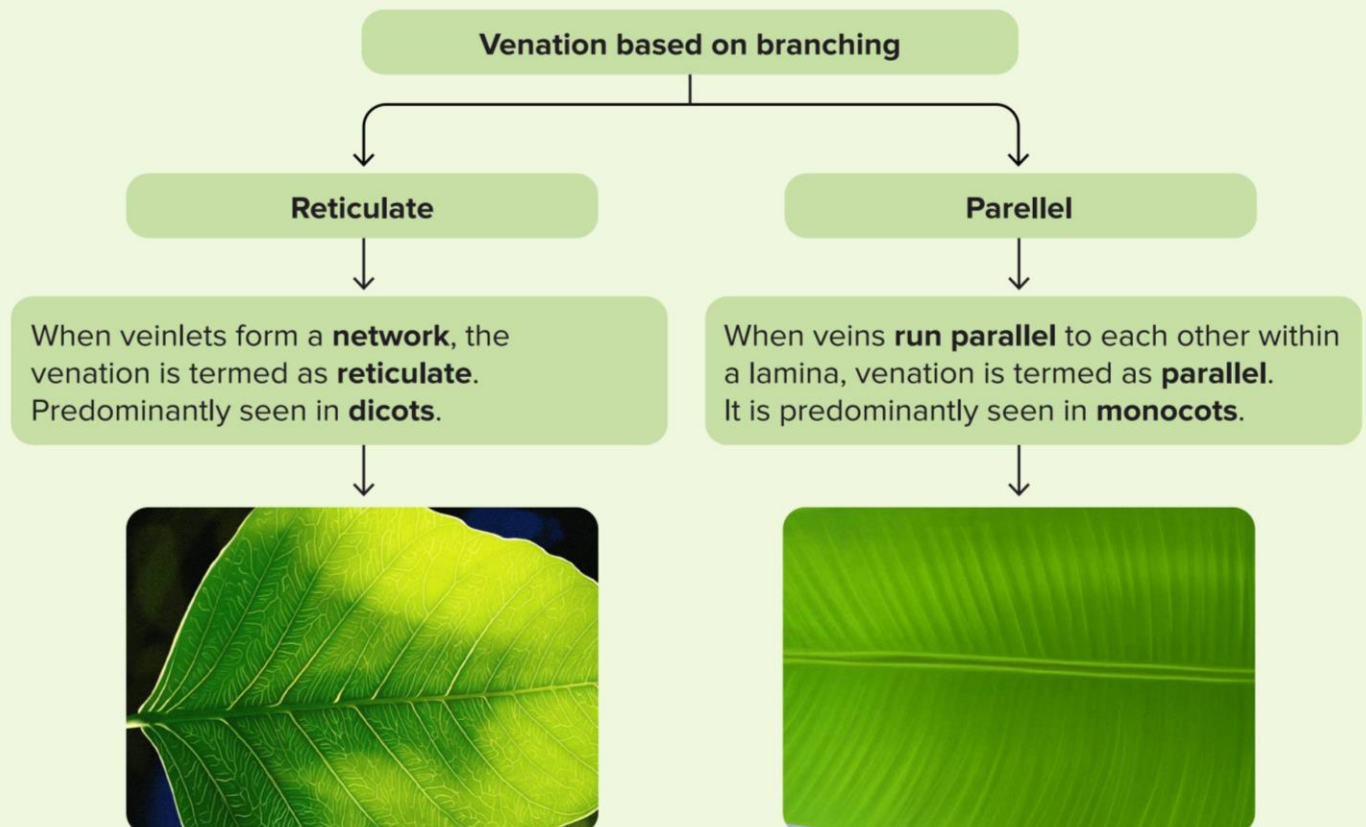 Venation based on branching
Reticulate
Parellel
When veinlets form a network, the
venation is termed as reticulate.
Predominantly seen in dicots.
When veins run parallel to each other within
a lamina, venation is termed as parallel.
It is predominantly seen in monocots.